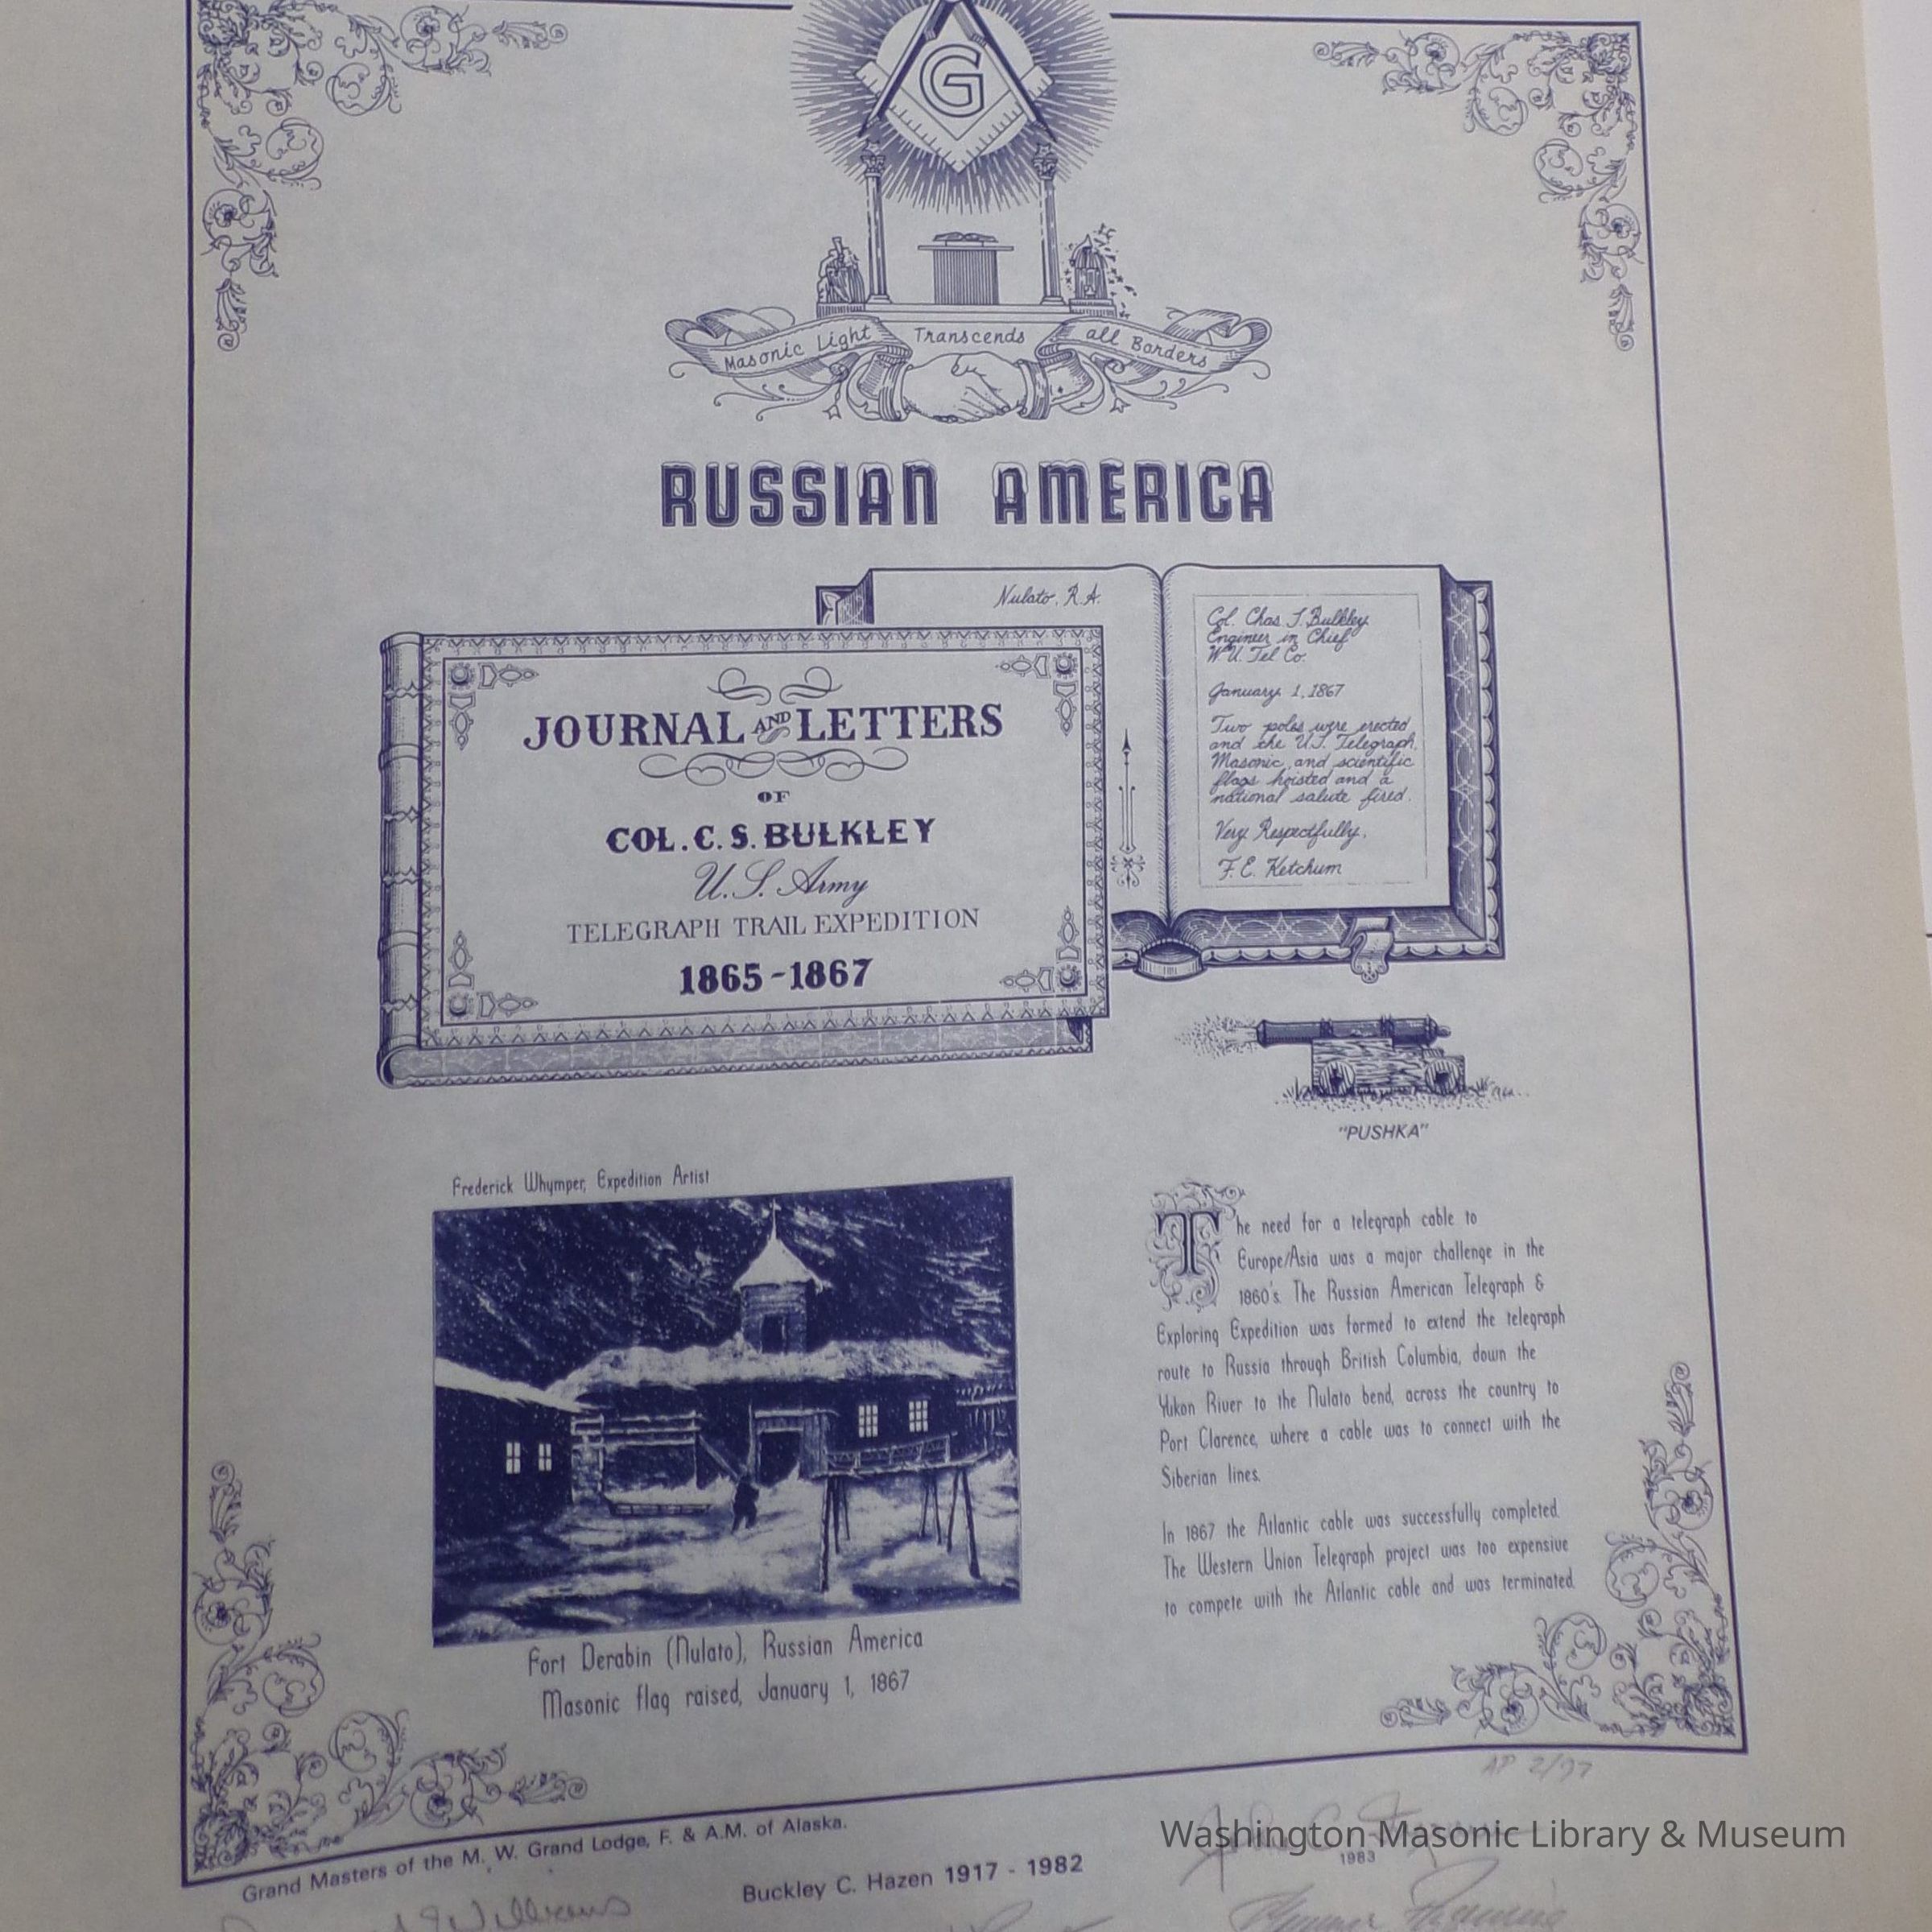 G
Masonic Light Transcends all Borders
RUSSIAN AMERICA
Nulato, R.A.
Col. Chas. S. Bulkley
Engineer in Chief
W.U. Tel Co.
January 1, 1867
Two poles were erected
and the U.S. Telegraph,
Masonic and scientific
flags hoisted and a
national salute fired.
Very Respectfully,
F. E. Ketchum
JOURNAL AND LETTERS
OF
COL. C. S. BULKLEY
U. S. Army
TELEGRAPH TRAIL EXPEDITION
1865-1867
"PUSHKA"
Frederick Whymper, Expedition Artist
Fort Derabin (Nulato), Russian America
Masonic flag raised, January 1, 1867
The need for a telegraph cable to
Europe/Asia was a major challenge in the
1860's. The Russian American Telegraph &
Exploring Expedition was formed to extend the telegraph
route to Russia through British Columbia, down the
Yukon River to the Nulato bend, across the country to
Port Clarence, where a cable was to connect with the
Siberian lines.
In 1867 the Atlantic cable was successfully completed.
The Western Union Telegraph project was too expensive
to compete with the Atlantic cable and was terminated.
AP 2/97
Grand Masters of the M. W. Grand Lodge, F. & A.M. of Alaska.
Washington Masonic Library & Museum
1983
Buckley C. Hazen 1917 - 1982
Williams